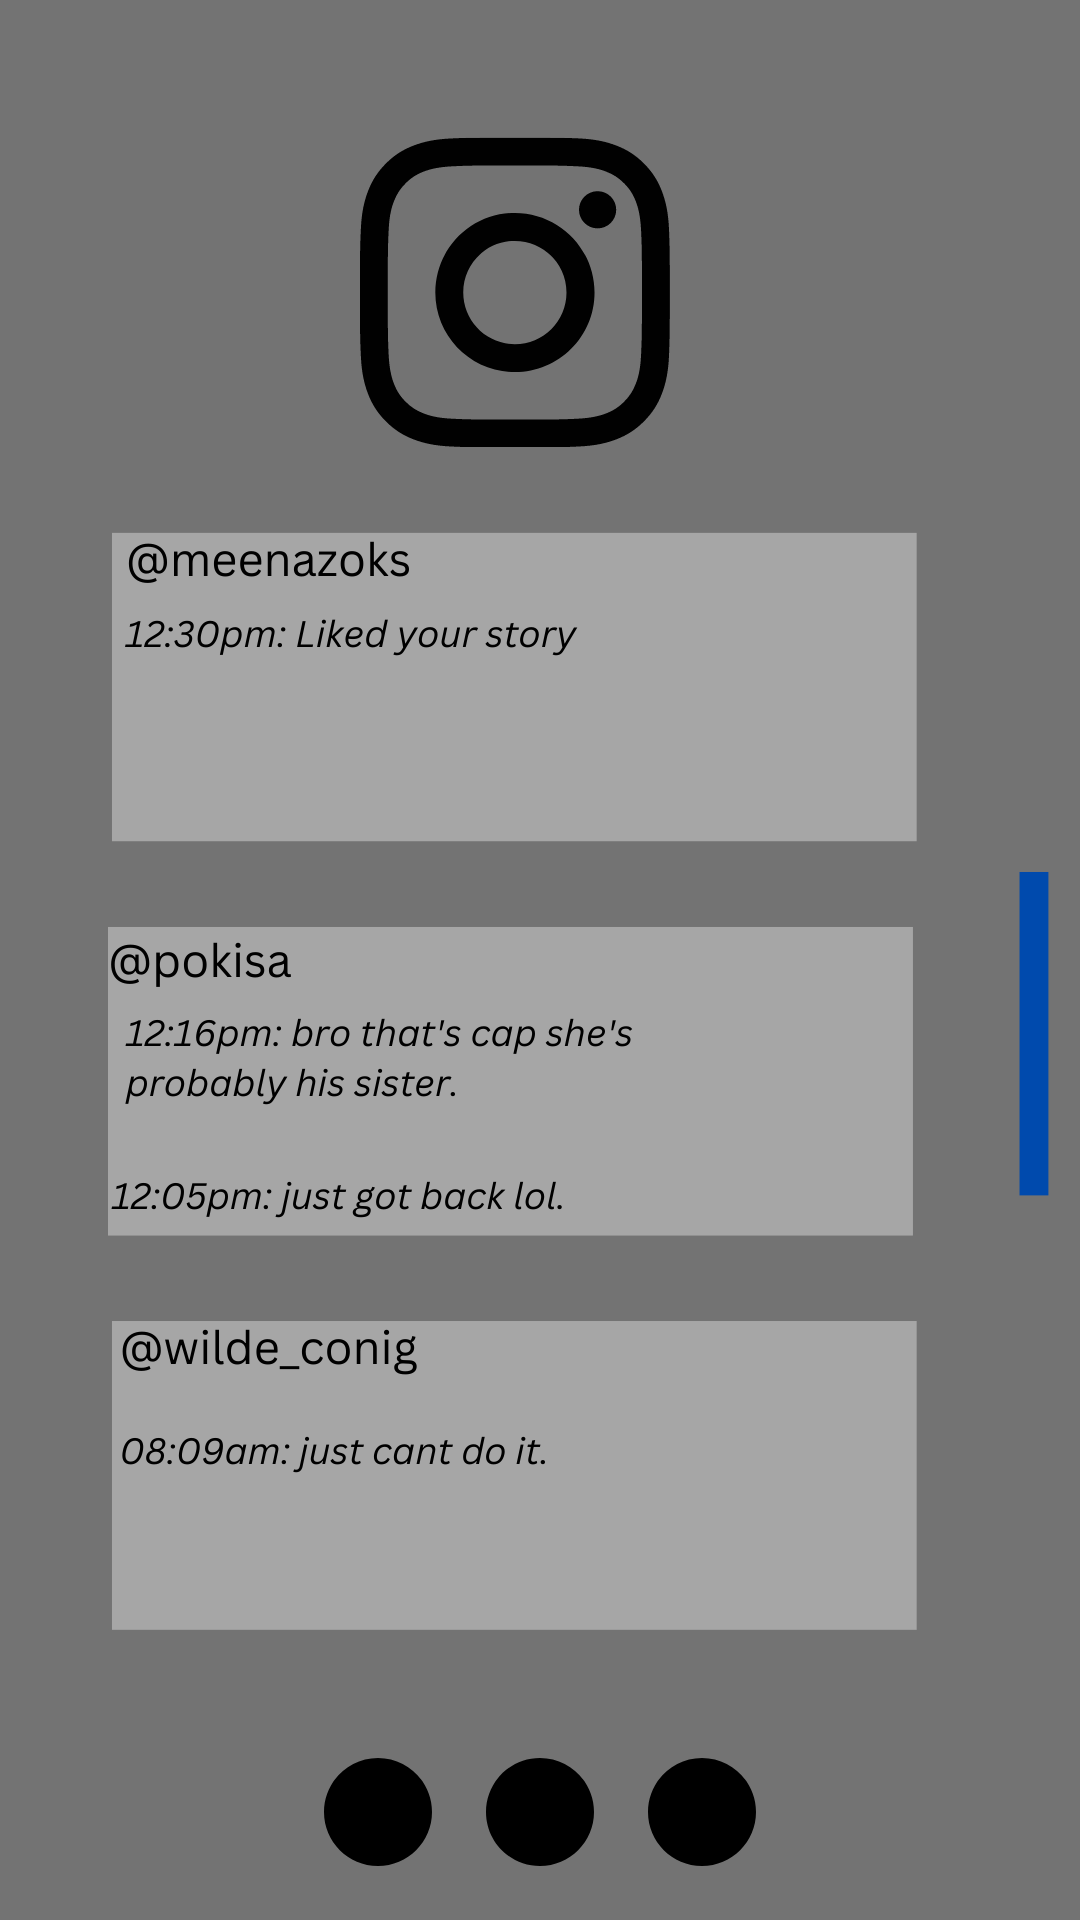 @meenazoks
12:30pm: Liked your story
@pokisa
12:16pm: bro that's cap she's
probably his sister.
12:05pm: just got back lol.
@wilde_conig
08:09am: just cant do it.